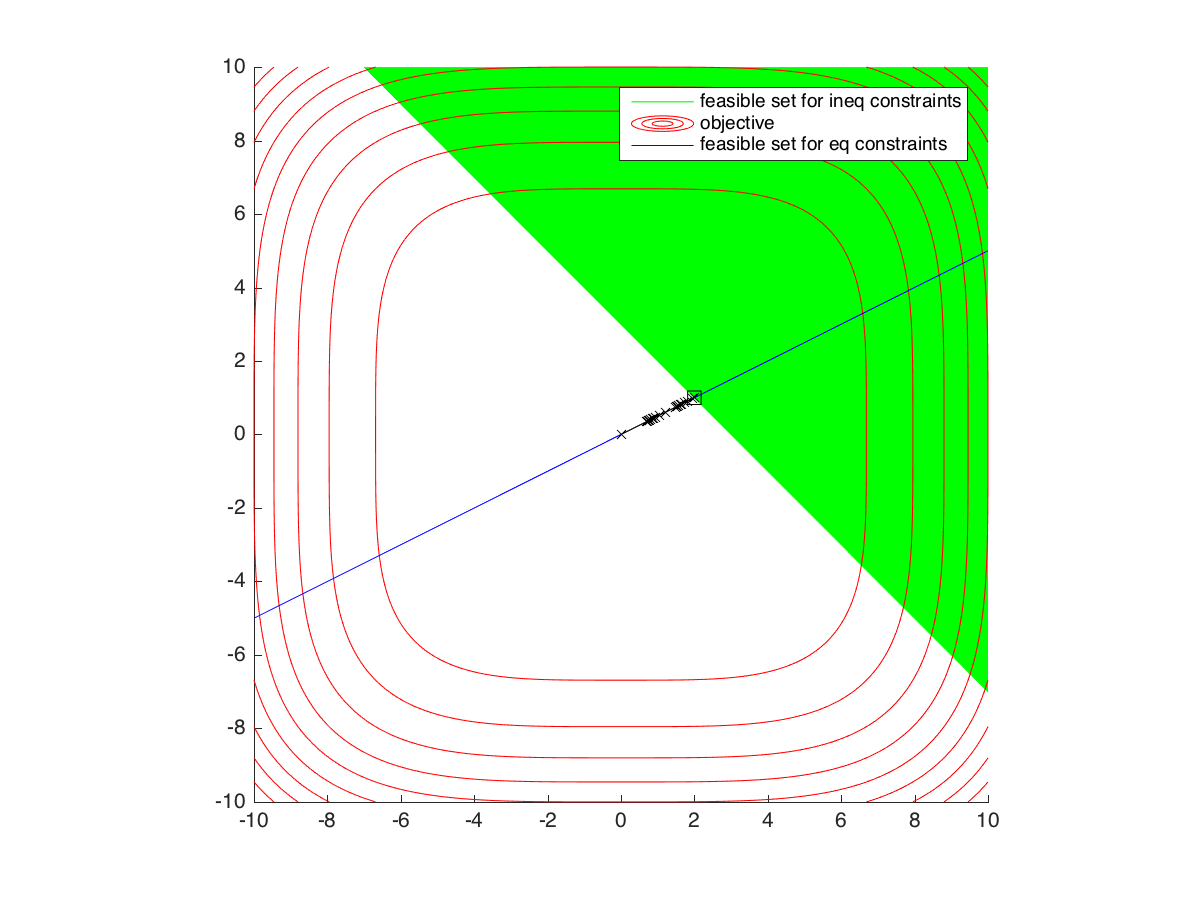 10
8
6
4
2
0
-2
-4
-6
-8
-10
feasible set for ineq constraints
objective
feasible set for eq constraints
-10 -8 -6 -4 -2 0 2 4 6 8 10